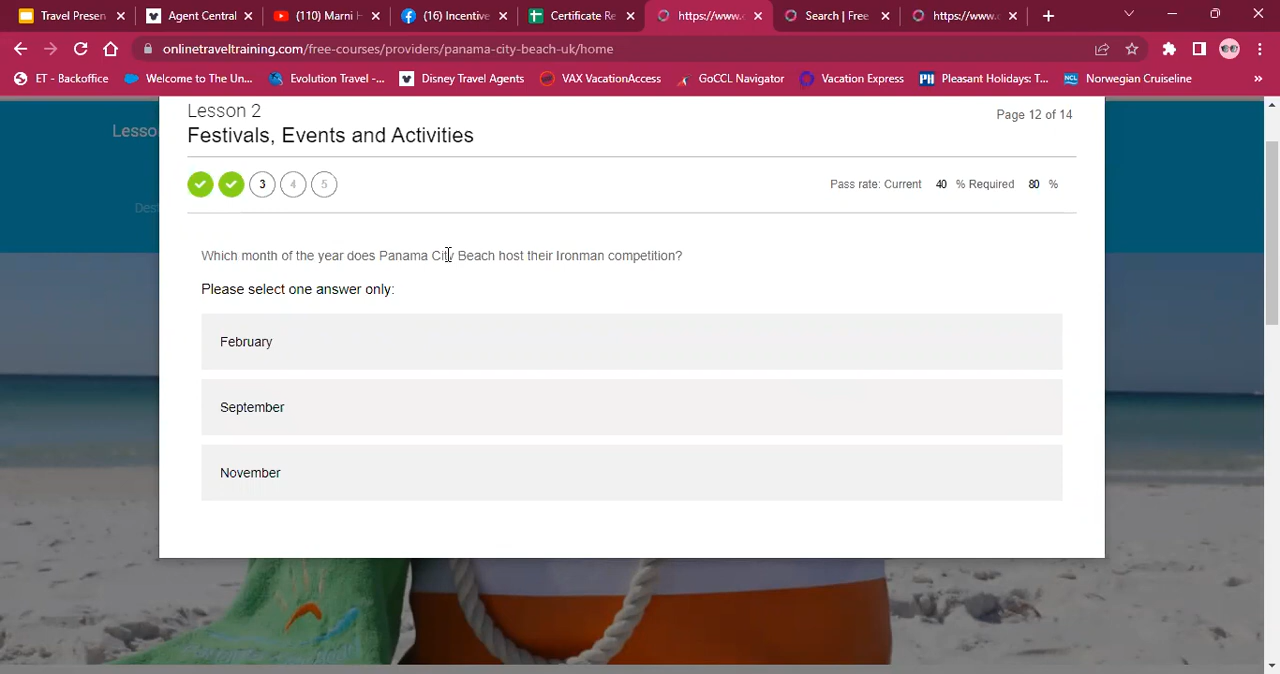 Travel Presen
Agent Central
(110) Marni H
(16) Incentive
Certificate Re
https://www.c
Search | Free
https://www.c
onlinetraveltraining.com/free-courses/providers/panama-city-beach-uk/home
ET - Backoffice
Welcome to The Un...
Evolution Travel -...
Disney Travel Agents
VAX VacationAccess
GoCCL Navigator
Vacation Express
Pleasant Holidays: T...
Norwegian Cruiseline
Lesso
Dest
Lesson 2
Page 12 of 14
Festivals, Events and Activities
3 4 5
Pass rate: Current 40 % Required 80 %
Which month of the year does Panama City Beach host their Ironman competition?
Please select one answer only:
February
September
November